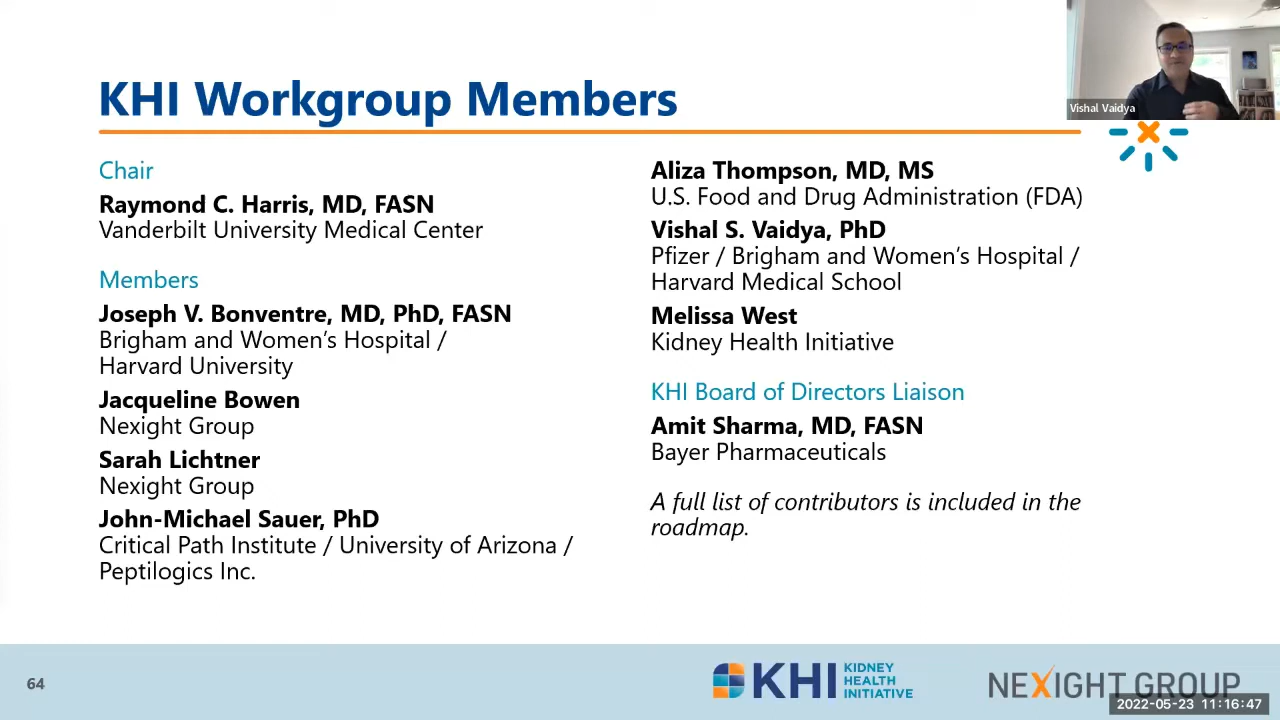 KHI Workgroup Members
Vishal Vaidya
Chair
Raymond C. Harris, MD, FASN
Vanderbilt University Medical Center
Members
Joseph V. Bonventre, MD, PhD, FASN
Brigham and Women’s Hospital /
Harvard University
Jacqueline Bowen
Nexight Group
Sarah Lichtner
Nexight Group
John-Michael Sauer, PhD
Critical Path Institute / University of Arizona /
Peptilogics Inc.
Aliza Thompson, MD, MS
U.S. Food and Drug Administration (FDA)
Vishal S. Vaidya, PhD
Pfizer / Brigham and Women’s Hospital /
Harvard Medical School
Melissa West
Kidney Health Initiative
KHI Board of Directors Liaison
Amit Sharma, MD, FASN
Bayer Pharmaceuticals
A full list of contributors is included in the
roadmap.
64
KHI
KIDNEY
HEALTH
INITIATIVE
NEXIGHT GROUP
2022-05-23 11:16:47